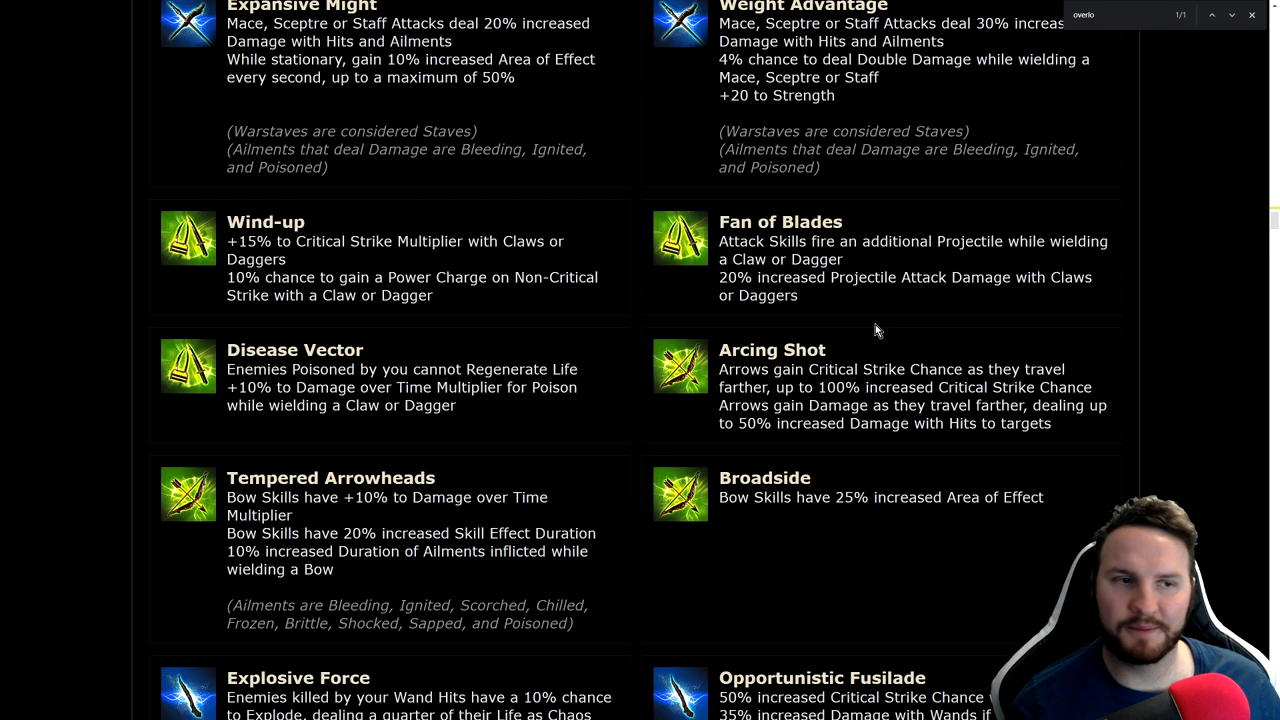 overlo
1/1
Expansive Might
Mace, Sceptre or Staff Attacks deal 20% increased
Damage with Hits and Ailments
While stationary, gain 10% increased Area of Effect
every second, up to a maximum of 50%
(Warstaves are considered Staves)
(Ailments that deal Damage are Bleeding, Ignited,
and Poisoned)
Weight Advantage
Mace, Sceptre or Staff Attacks deal 30% increas
Damage with Hits and Ailments
4% chance to deal Double Damage while wielding a
Mace, Sceptre or Staff
+20 to Strength
(Warstaves are considered Staves)
(Ailments that deal Damage are Bleeding, Ignited,
and Poisoned)
Wind-up
+15% to Critical Strike Multiplier with Claws or
Daggers
10% chance to gain a Power Charge on Non-Critical
Strike with a Claw or Dagger
Fan of Blades
Attack Skills fire an additional Projectile while wielding
a Claw or Dagger
20% increased Projectile Attack Damage with Claws
or Daggers
Disease Vector
Enemies Poisoned by you cannot Regenerate Life
+10% to Damage over Time Multiplier for Poison
while wielding a Claw or Dagger
Arcing Shot
Arrows gain Critical Strike Chance as they travel
farther, up to 100% increased Critical Strike Chance
Arrows gain Damage as they travel farther, dealing up
to 50% increased Damage with Hits to targets
Tempered Arrowheads
Bow Skills have +10% to Damage over Time
Multiplier
Bow Skills have 20% increased Skill Effect Duration
10% increased Duration of Ailments inflicted while
wielding a Bow
(Ailments are Bleeding, Ignited, Scorched, Chilled,
Frozen, Brittle, Shocked, Sapped, and Poisoned)
Broadside
Bow Skills have 25% increased Area of Effect
Explosive Force
Enemies killed by your Wand Hits have a 10% chance
to Explode, dealing a quarter of their Life as Chaos
Opportunistic Fusilade
50% increased Critical Strike Chance
35% increased Damage with Wands if